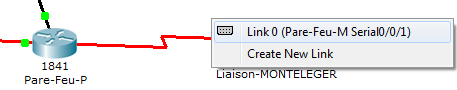 Link 0 (Pare-Feu-M Serial0/0/1)
Create New Link
1841
Pare-Feu-P
Liaison-MONTELEGER